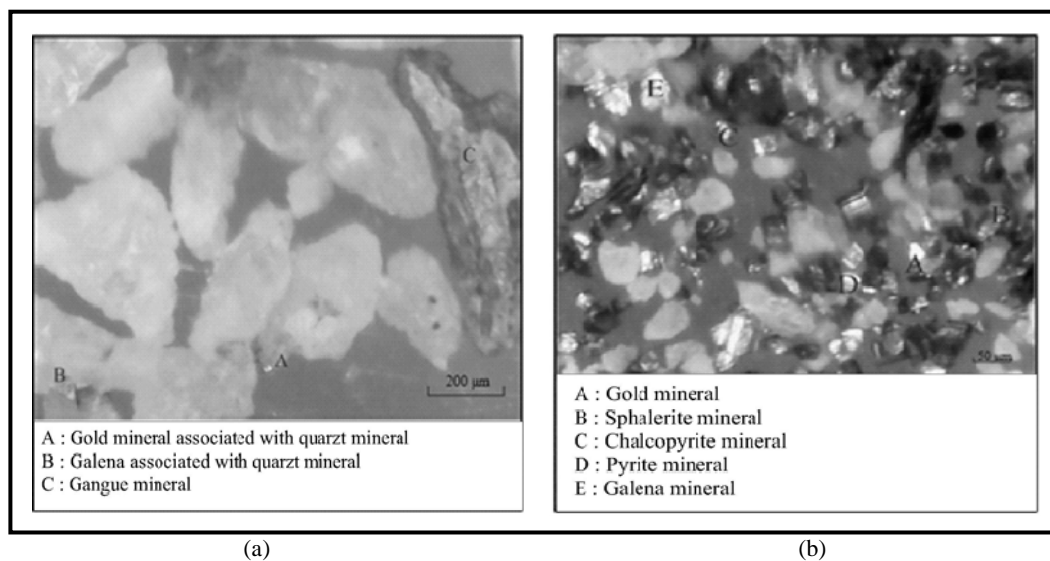 C
B
A
200 µm
A : Gold mineral associated with quarzt mineral
B : Galena associated with quarzt mineral
C : Gangue mineral
(a)
E
C
B
A
D
50 µm
A : Gold mineral
B : Sphalerite mineral
C : Chalcopyrite mineral
D : Pyrite mineral
E : Galena mineral
(b)